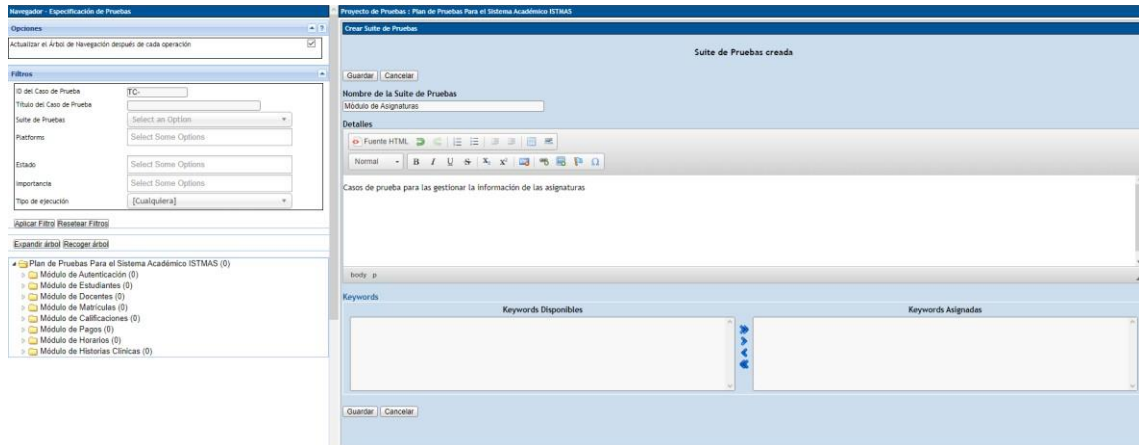 Navegador - Especificación de Pruebas
Opciones
Actualizar el Árbol de Navegación después de cada operación
Filtros
ID del Caso de Prueba TC-
Título del Caso de Prueba
Suite de Pruebas Select an Option
Platforms Select Some Options
Estado Select Some Options
Importancia Select Some Options
Tipo de ejecución [Cualquiera]
Aplicar Filtro Resetear Filtros
Expandir árbol Recoger árbol
Plan de Pruebas Para el Sistema Académico ISTMAS (0)
Módulo de Autenticación (0)
Módulo de Estudiantes (0)
Módulo de Docentes (0)
Módulo de Matrículas (0)
Módulo de Calificaciones (0)
Módulo de Pagos (0)
Módulo de Horarios (0)
Módulo de Historias Clínicas (0)
Proyecto de Pruebas : Plan de Pruebas Para el Sistema Académico ISTMAS
Crear Suite de Pruebas
Suite de Pruebas creada
Guardar Cancelar
Nombre de la Suite de Pruebas
Módulo de Asignaturas
Detalles
Fuente HTML
Normal B I U S X₂ X² Ω
Casos de prueba para las gestionar la información de las asignaturas
body p
Keywords
Keywords Disponibles Keywords Asignadas
Guardar Cancelar